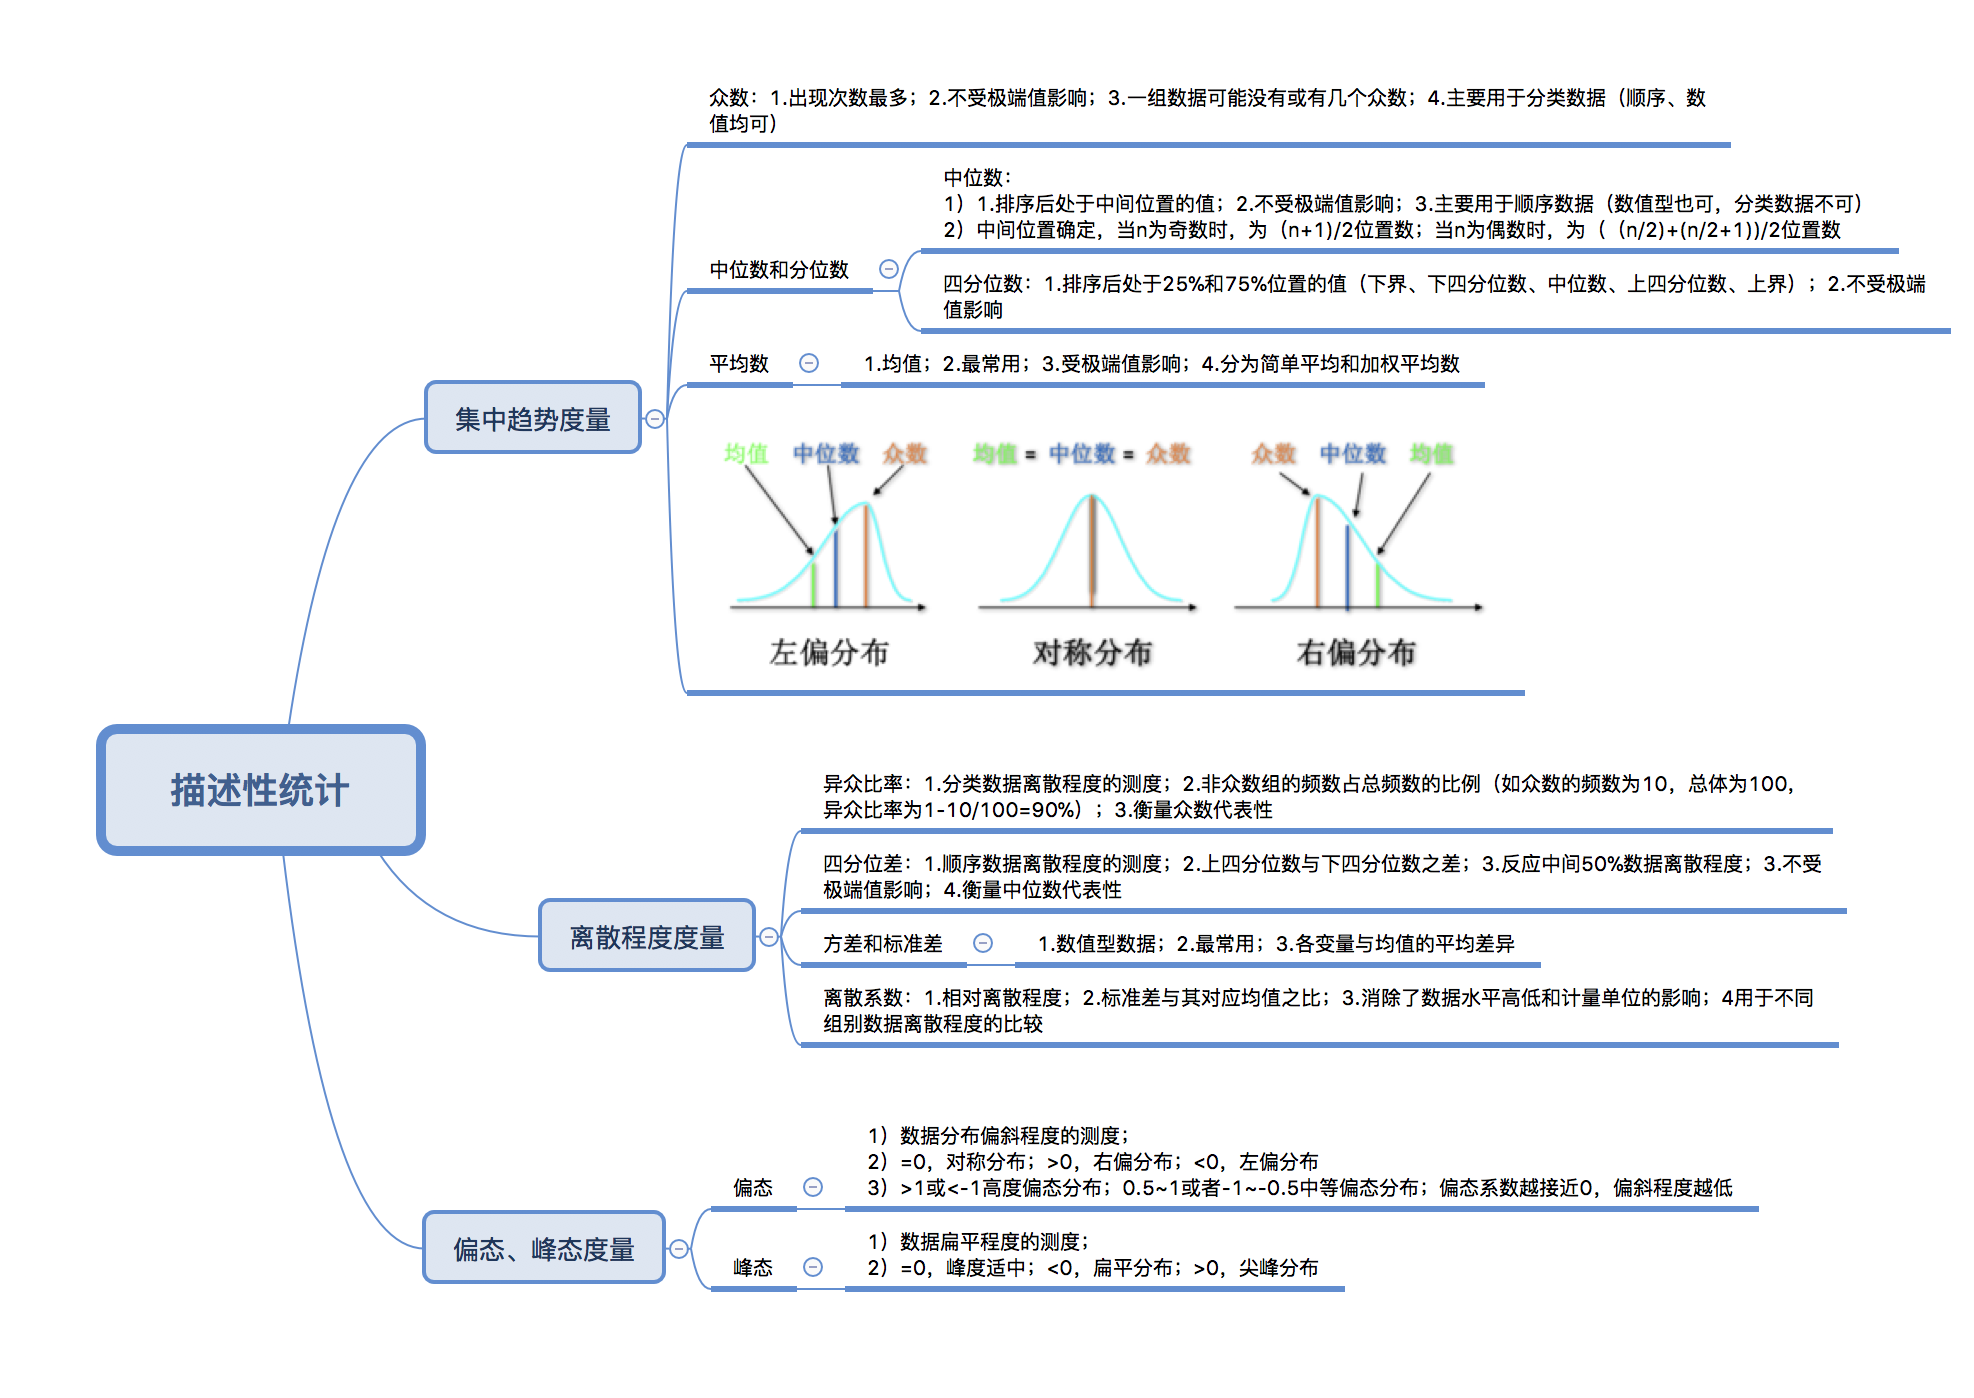 众数：1.出现次数最多；2.不受极端值影响；3.一组数据可能没有或有几个众数；4.主要用于分类数据（顺序、数
值均可）
中位数：
1）1.排序后处于中间位置的值；2.不受极端值影响；3.主要用于顺序数据（数值型也可，分类数据不可）
2）中间位置确定，当n为奇数时，为（n+1)/2位置数；当n为偶数时，为（（n/2)+(n/2+1))/2位置数
中位数和分位数
四分位数：1.排序后处于25%和75%位置的值（下界、下四分位数、中位数、上四分位数、上界）；2.不受极端
值影响
平均数
1.均值；2.最常用；3.受极端值影响；4.分为简单平均和加权平均数
集中趋势度量
均值 中位数 众数
均值 = 中位数 = 众数
众数 中位数 均值
左偏分布
对称分布
右偏分布
描述性统计
异众比率：1.分类数据离散程度的测度；2.非众数组的频数占总频数的比例（如众数的频数为10，总体为100，
异众比率为1-10/100=90%）；3.衡量众数代表性
四分位差：1.顺序数据离散程度的测度；2.上四分位数与下四分位数之差；3.反应中间50%数据离散程度；3.不受
极端值影响；4.衡量中位数代表性
离散程度度量
方差和标准差
1.数值型数据；2.最常用；3.各变量与均值的平均差异
离散系数：1.相对离散程度；2.标准差与其对应均值之比；3.消除了数据水平高低和计量单位的影响；4用于不同
组别数据离散程度的比较
1）数据分布偏斜程度的测度；
2）=0，对称分布；>0，右偏分布；<0，左偏分布
3）>1或<-1高度偏态分布；0.5~1或者-1~-0.5中等偏态分布；偏态系数越接近0，偏斜程度越低
偏态
偏态、峰态度量
1）数据扁平程度的测度；
2）=0，峰度适中；<0，扁平分布；>0，尖峰分布
峰态